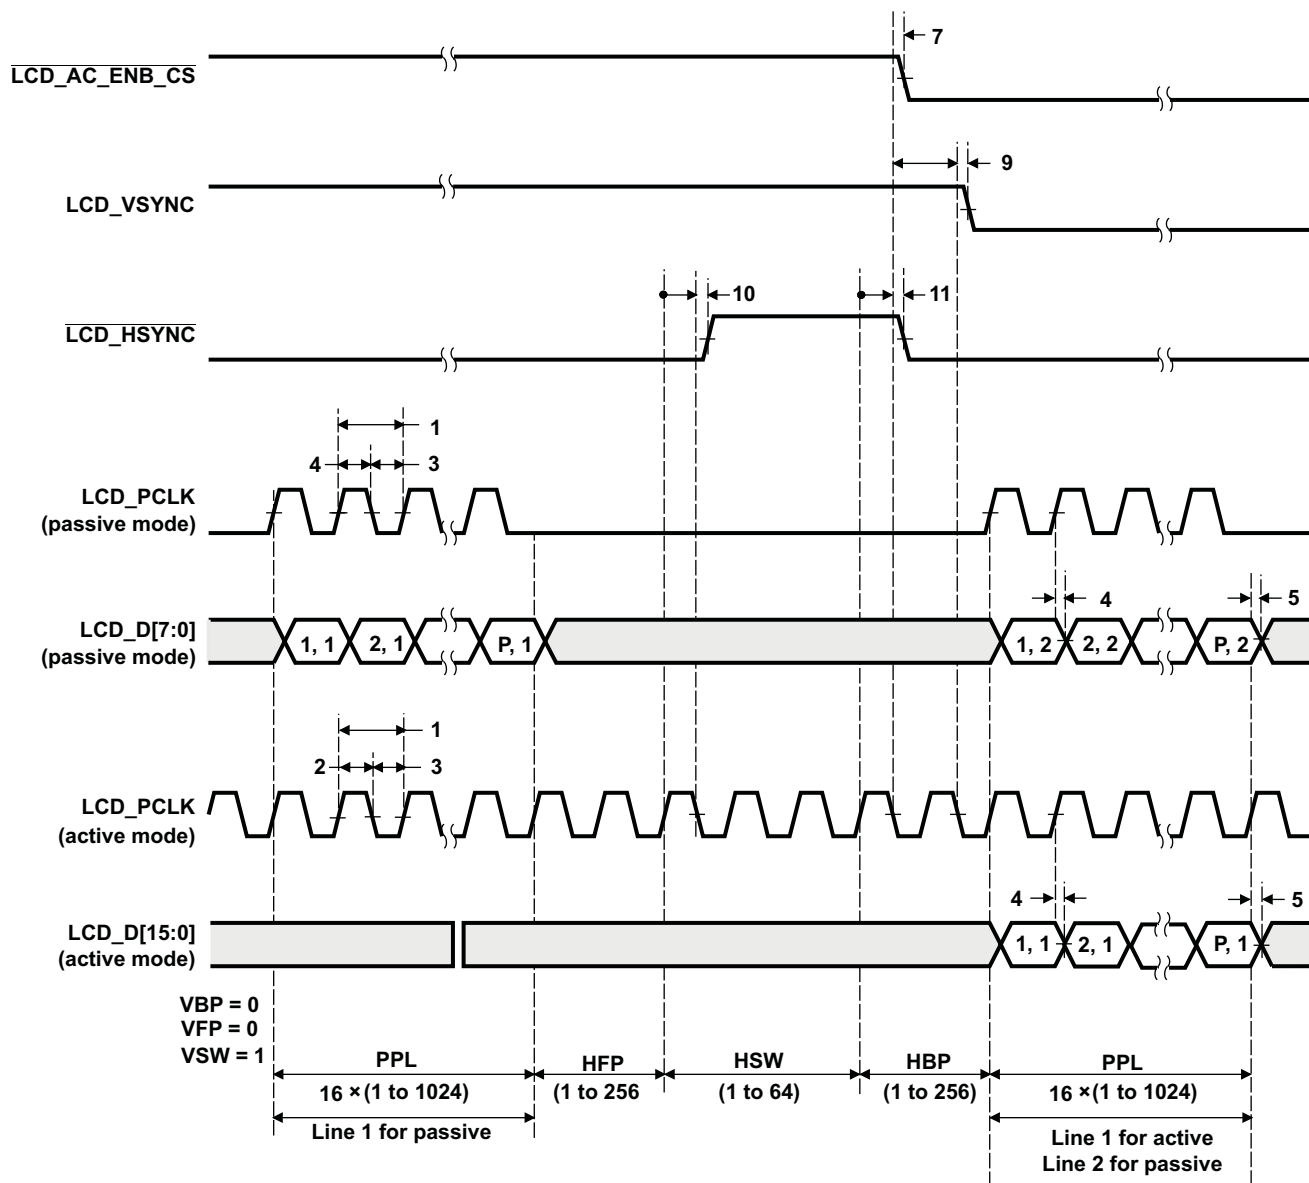 7
LCD_AC_ENB_CS
9
LCD_VSYNC
10
11
LCD_HSYNC
1
4
3
LCD_PCLK
(passive mode)
4
5
LCD_D[7:0]
(passive mode)
1, 1
2, 1
P, 1
1, 2
2, 2
P, 2
1
2
3
LCD_PCLK
(active mode)
4
5
LCD_D[15:0]
(active mode)
1, 1
2, 1
P, 1
VBP = 0
VFP = 0
VSW = 1
PPL
16 ×(1 to 1024)
HFP
(1 to 256
HSW
(1 to 64)
HBP
(1 to 256)
PPL
16 ×(1 to 1024)
Line 1 for passive
Line 1 for active
Line 2 for passive